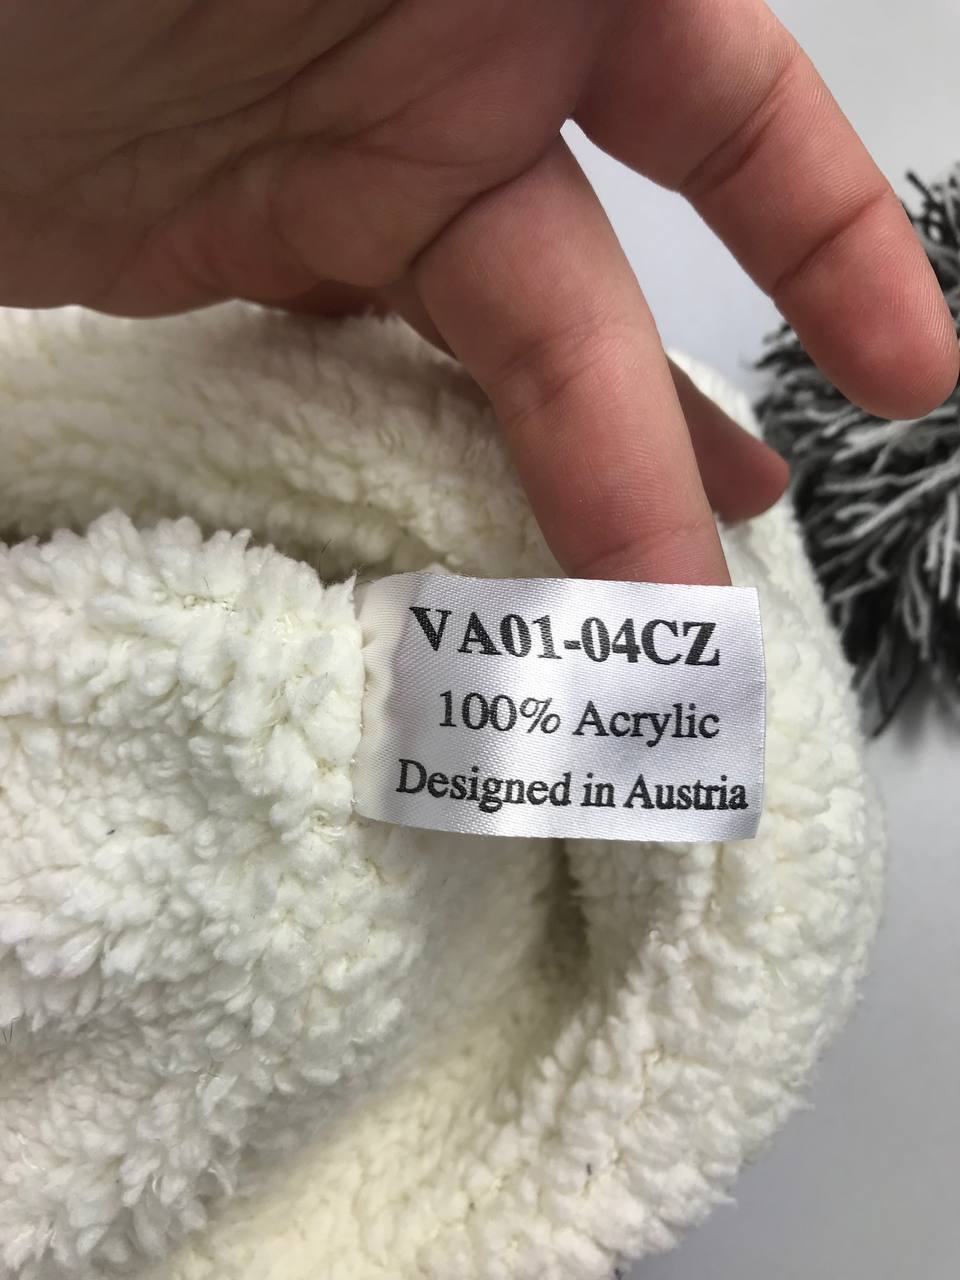 VA01-04CZ
100% Acrylic
Designed in Austria